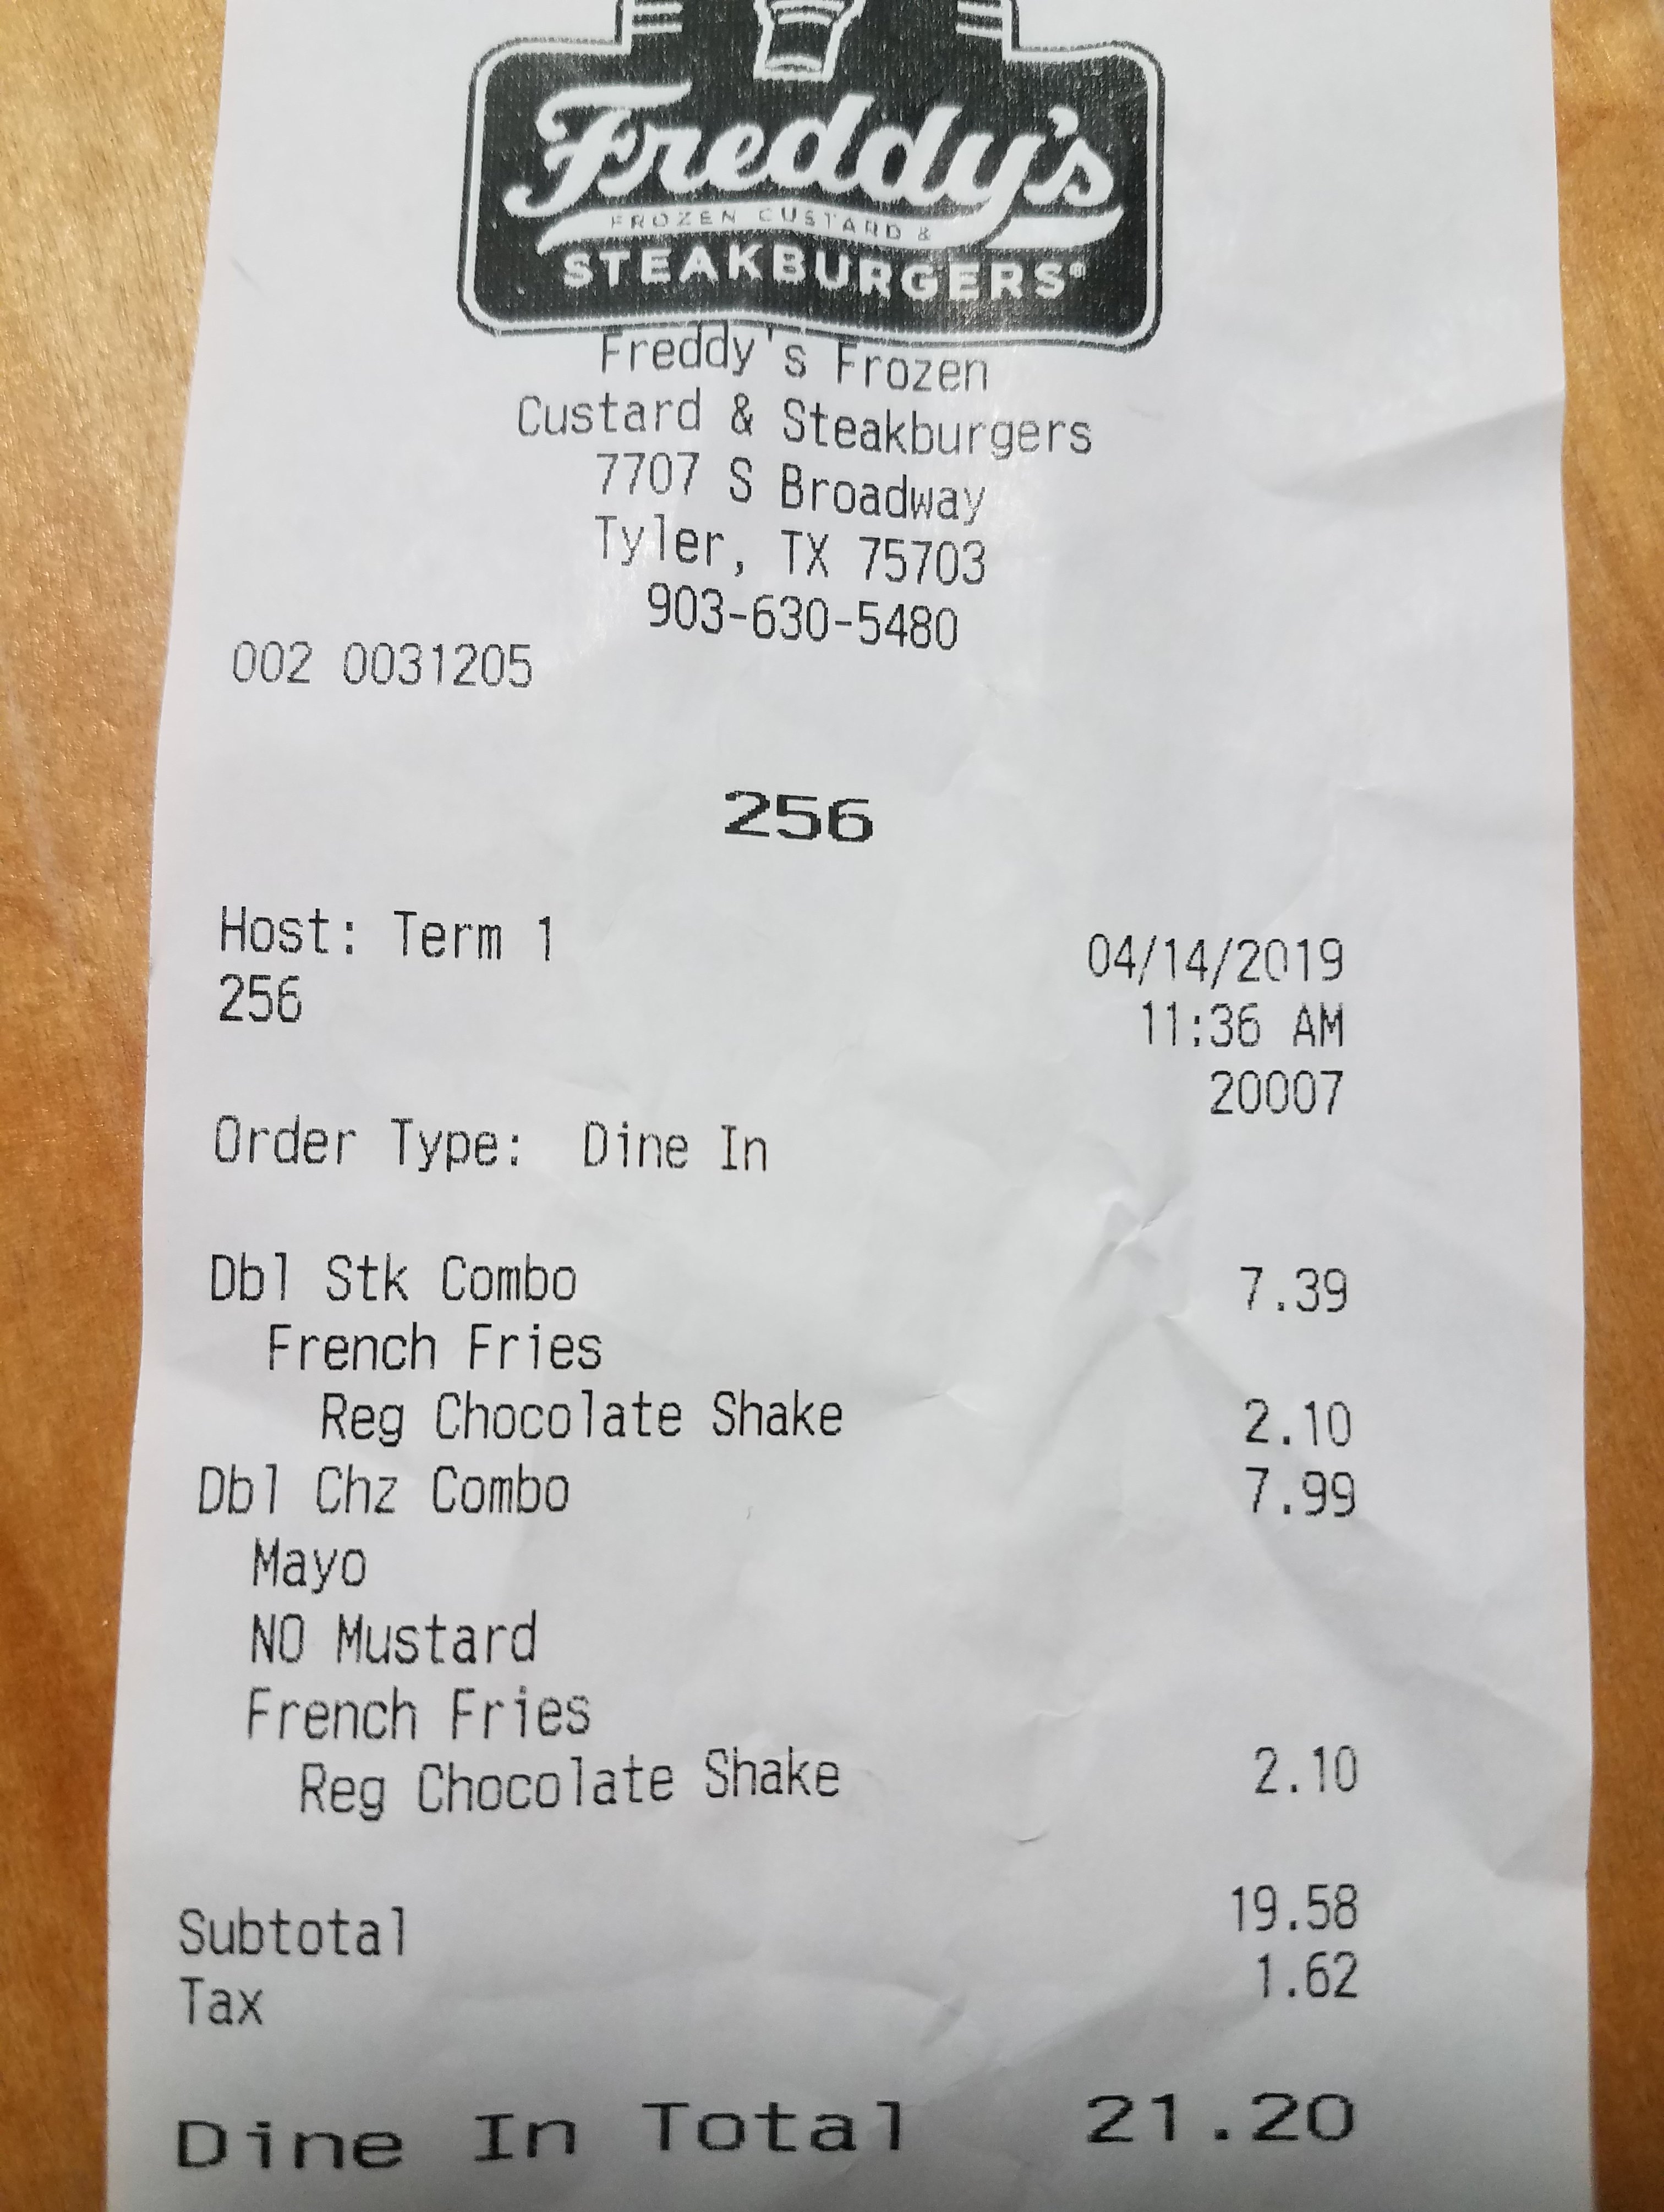 Freddy's
FROZEN CUSTARD &
STEAKBURGERS®
Freddy's Frozen
Custard & Steakburgers
7707 S Broadway
Tyler, TX 75703
903-630-5480
002 0031205
256
Host: Term 1 04/14/2019
256 11:36 AM
20007
Order Type: Dine In
Dbl Stk Combo 7.39
French Fries
Reg Chocolate Shake 2.10
Dbl Chz Combo 7.99
Mayo
NO Mustard
French Fries
Reg Chocolate Shake 2.10
Subtotal 19.58
Tax 1.62
Dine In Total 21.20